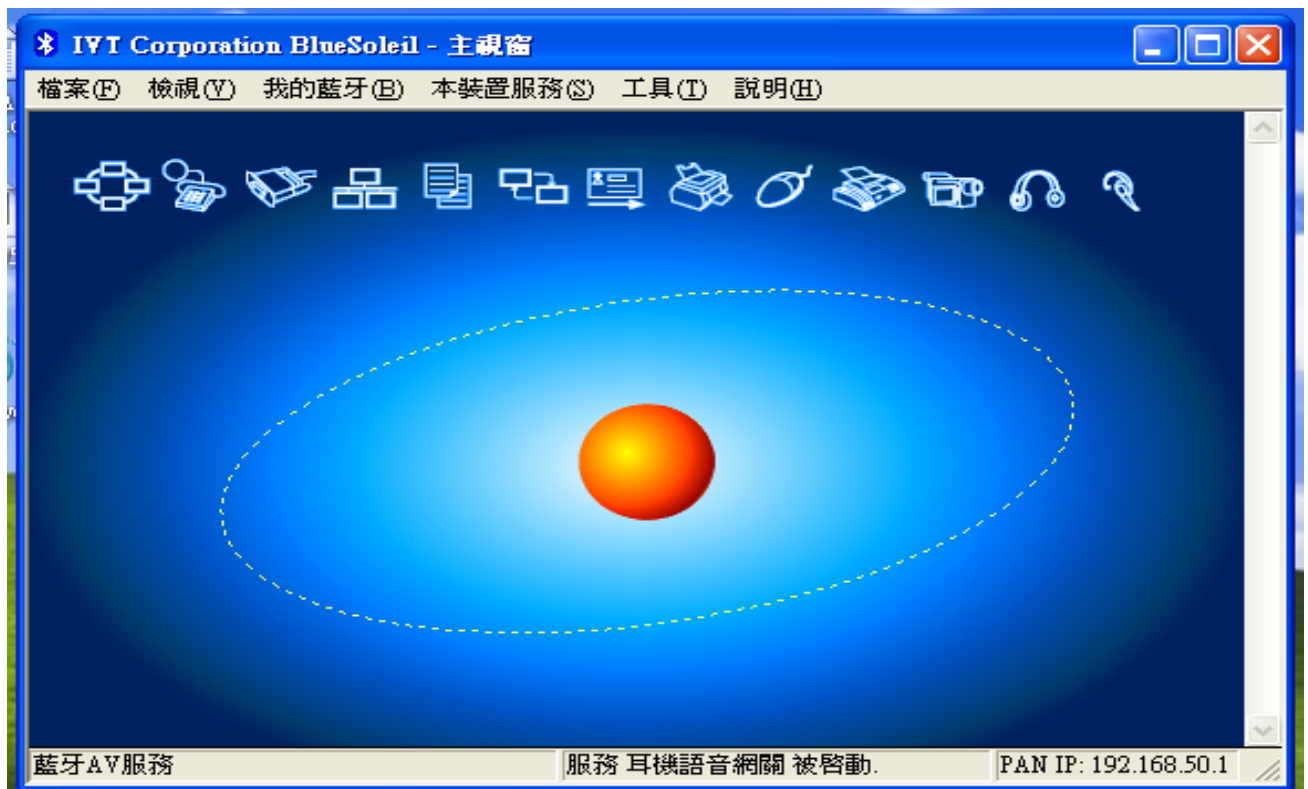 IVT Corporation BlueSoleil - 主視窗
檔案(F) 檢視(V) 我的藍牙(B) 本裝置服務(S) 工具(T) 說明(H)
藍牙AV服務 服務 耳機語音網關 被啓動. PAN IP: 192.168.50.1